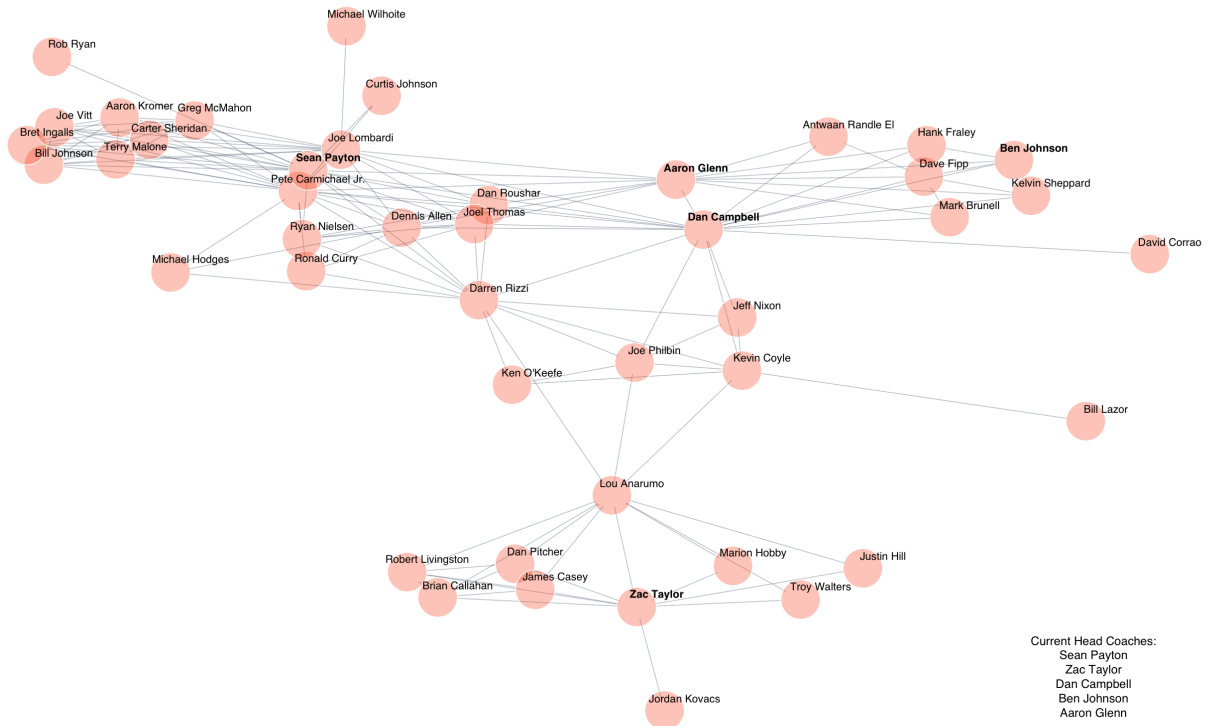 Michael Wilhoite
Rob Ryan
Curtis Johnson
Aaron Kromer
Greg McMahon
Joe Vitt
Carter Sheridan
Antwaan Randle El
Hank Fraley
Bret Ingalls
Joe Lombardi
Terry Malone
Ben Johnson
Bill Johnson
Sean Payton
Aaron Glenn
Dave Fipp
Pete Carmichael Jr.
Kelvin Sheppard
Dan Roushar
Mark Brunell
Joel Thomas
Dennis Allen
Dan Campbell
Ryan Nielsen
David Corrao
Michael Hodges
Ronald Curry
Darren Rizzi
Jeff Nixon
Joe Philbin
Kevin Coyle
Ken O'Keefe
Bill Lazor
Lou Anarumo
Dan Pitcher
Marion Hobby
Justin Hill
Robert Livingston
James Casey
Brian Callahan
Troy Walters
Zac Taylor
Jordan Kovacs
Current Head Coaches:
Sean Payton
Zac Taylor
Dan Campbell
Ben Johnson
Aaron Glenn